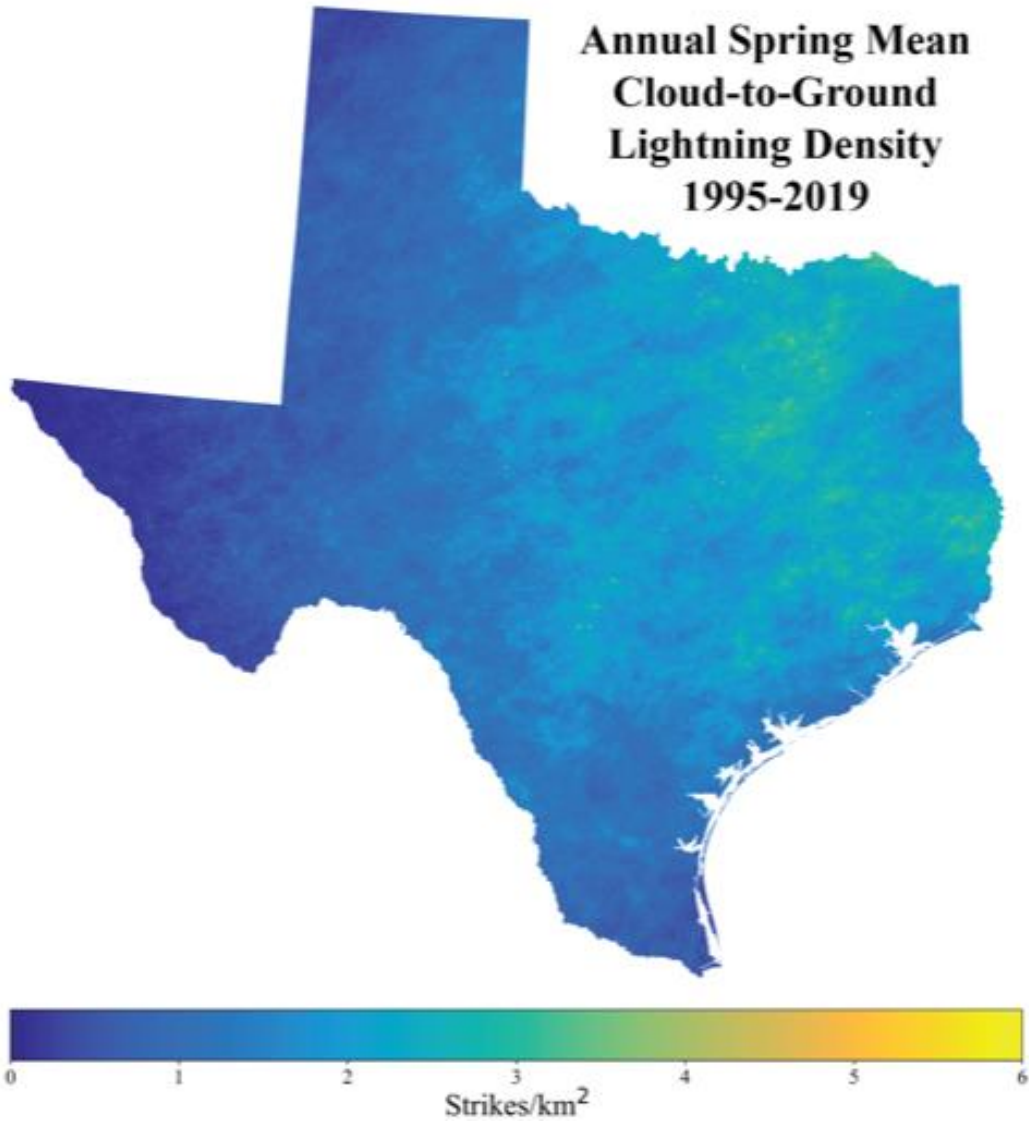 Annual Spring Mean
Cloud-to-Ground
Lightning Density
1995-2019
0 1 2 3 4 5 6
Strikes/km²